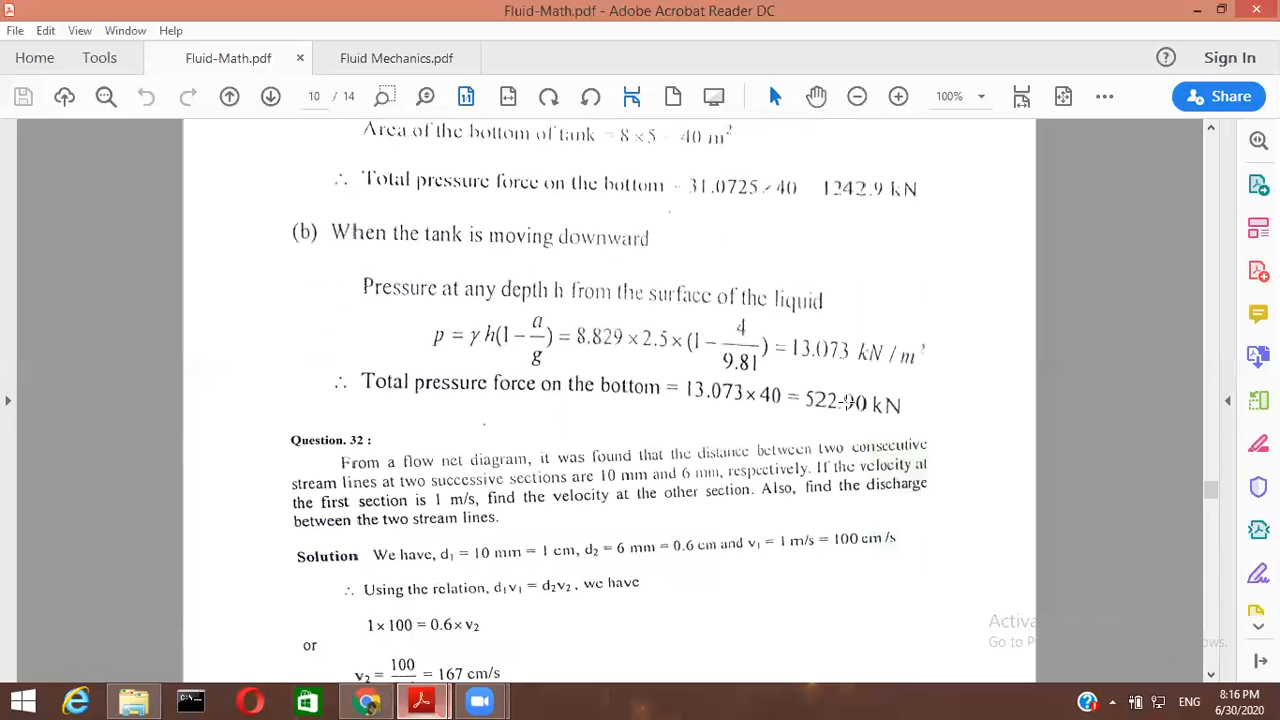 Fluid-Math.pdf - Adobe Acrobat Reader DC
File Edit View Window Help
Home Tools Fluid-Math.pdf × Fluid Mechanics.pdf Sign In
10 / 14 100% Share
Area of the bottom of tank = 8 × 5 = 40 m²
∴ Total pressure force on the bottom = 31.0725 × 40 1242.9 kN
(b) When the tank is moving downward
Pressure at any depth h from the surface of the liquid
p = γ h(1 − a/g) = 8.829 × 2.5 × (1 − 4/9.81) = 13.073 kN / m²
∴ Total pressure force on the bottom = 13.073 × 40 = 522.90 kN
Question. 32 :
From a flow net diagram, it was found that the distance between two consecutive
stream lines at two successive sections are 10 mm and 6 mm, respectively. If the velocity at
the first section is 1 m/s, find the velocity at the other section. Also, find the discharge
between the two stream lines.
Solution We have, d₁ = 10 mm = 1 cm, d₂ = 6 mm = 0.6 cm and v₁ = 1 m/s = 100 cm/s
∴ Using the relation, d₁v₁ = d₂v₂ , we have
1 × 100 = 0.6 × v₂
or
v₂ = 100 = 167 cm/s
ENG
8:16 PM
6/30/2020